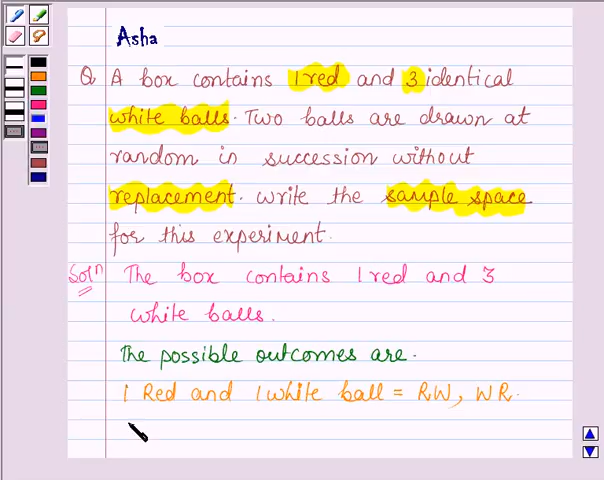 Asha
Q A box contains 1 red and 3 identical
white balls. Two balls are drawn at
random in succession without
replacement. write the sample space
for this experiment.
Soln The box contains 1 red and 3
white balls.
The possible outcomes are.
1 Red and 1 white ball = RW, WR.